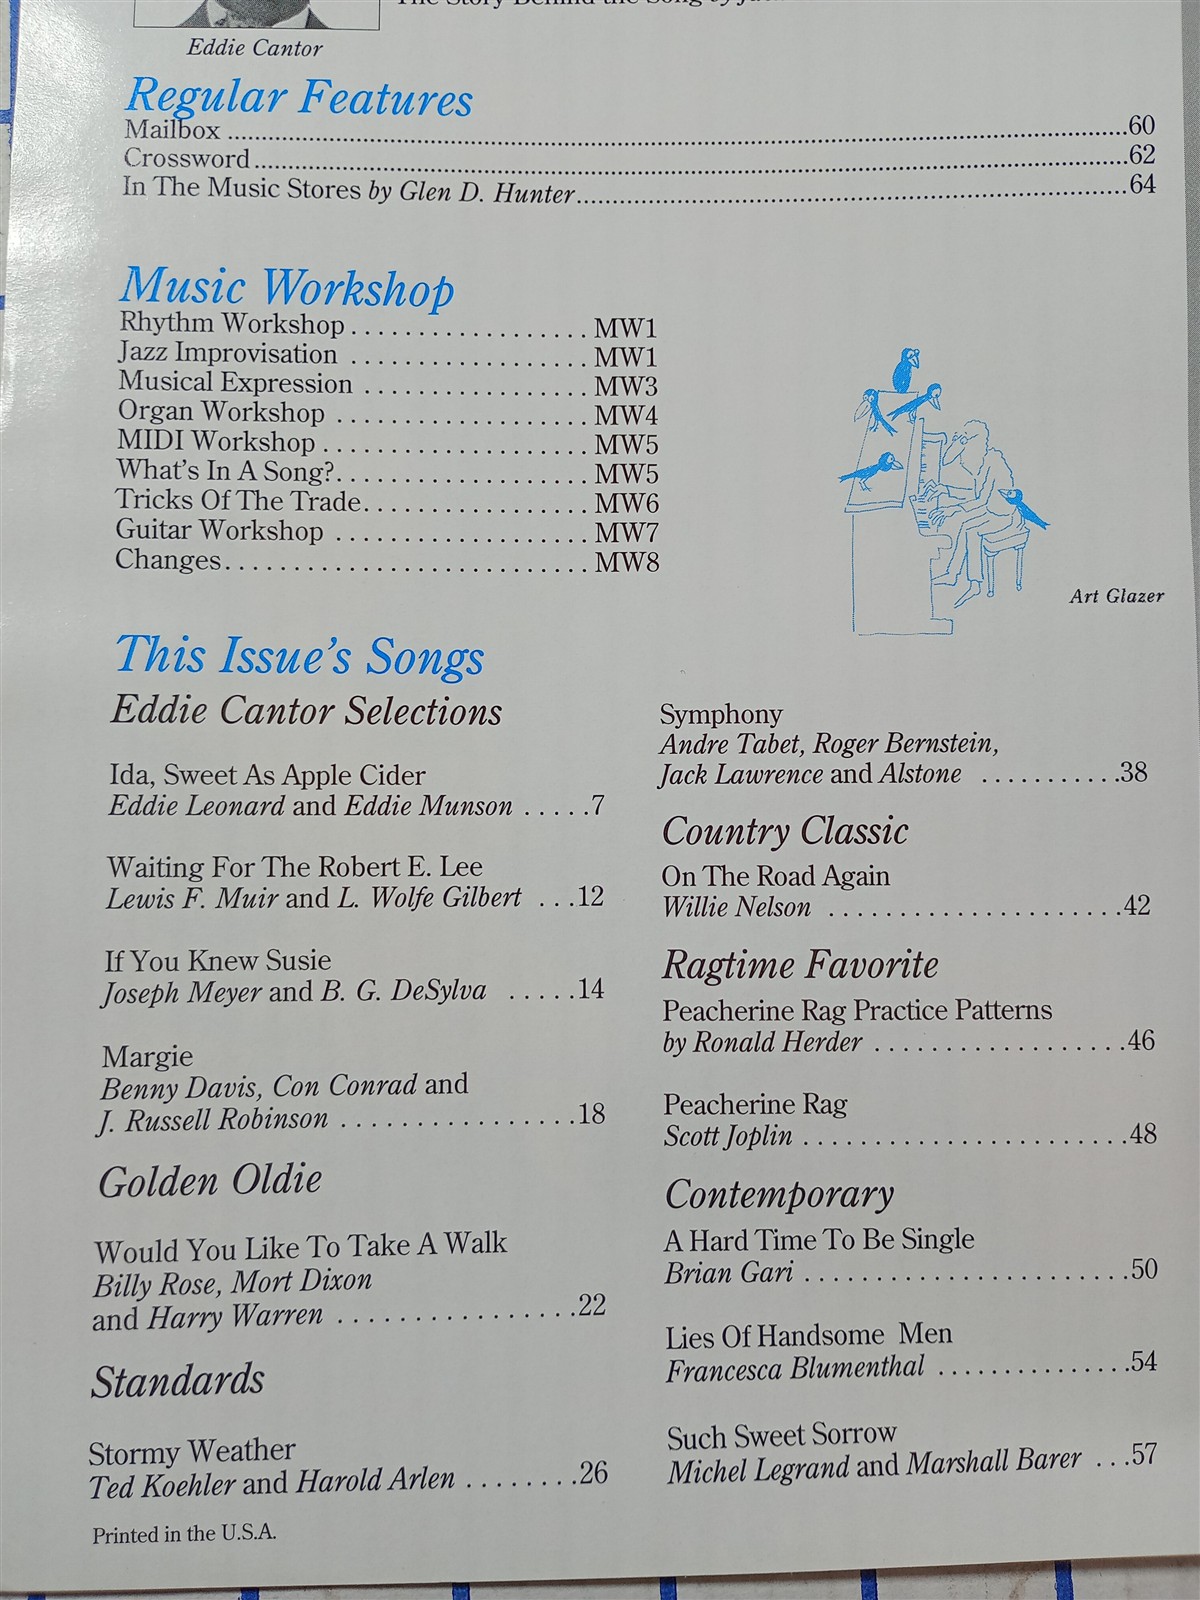 The Story Behind the Song by
Eddie Cantor
Regular Features
Mailbox ........................................................................................................60
Crossword........................................................................................................62
In The Music Stores by Glen D. Hunter........................................................................64
Music Workshop
Rhythm Workshop . . . . . . . . . . . . . . . . . . MW1
Jazz Improvisation . . . . . . . . . . . . . . . . . . MW1
Musical Expression . . . . . . . . . . . . . . . . . MW3
Organ Workshop . . . . . . . . . . . . . . . . . . . MW4
MIDI Workshop . . . . . . . . . . . . . . . . . . . . MW5
What's In A Song?. . . . . . . . . . . . . . . . . . . MW5
Tricks Of The Trade. . . . . . . . . . . . . . . . . MW6
Guitar Workshop . . . . . . . . . . . . . . . . . . . MW7
Changes. . . . . . . . . . . . . . . . . . . . . . . . . . . MW8
Art Glazer
This Issue's Songs
Eddie Cantor Selections
Ida, Sweet As Apple Cider
Eddie Leonard and Eddie Munson . . . . .7
Waiting For The Robert E. Lee
Lewis F. Muir and L. Wolfe Gilbert . . .12
If You Knew Susie
Joseph Meyer and B. G. DeSylva . . . . .14
Margie
Benny Davis, Con Conrad and
J. Russell Robinson . . . . . . . . . . . . . . . . . .18
Golden Oldie
Would You Like To Take A Walk
Billy Rose, Mort Dixon
and Harry Warren . . . . . . . . . . . . . . . . . .22
Standards
Stormy Weather
Ted Koehler and Harold Arlen . . . . . . . .26
Printed in the U.S.A.
Symphony
Andre Tabet, Roger Bernstein,
Jack Lawrence and Alstone . . . . . . . . . . .38
Country Classic
On The Road Again
Willie Nelson . . . . . . . . . . . . . . . . . . . . . .42
Ragtime Favorite
Peacherine Rag Practice Patterns
by Ronald Herder . . . . . . . . . . . . . . . . . . .46
Peacherine Rag
Scott Joplin . . . . . . . . . . . . . . . . . . . . . . . .48
Contemporary
A Hard Time To Be Single
Brian Gari . . . . . . . . . . . . . . . . . . . . . . . .50
Lies Of Handsome Men
Francesca Blumenthal . . . . . . . . . . . . . . .54
Such Sweet Sorrow
Michel Legrand and Marshall Barer . . .57